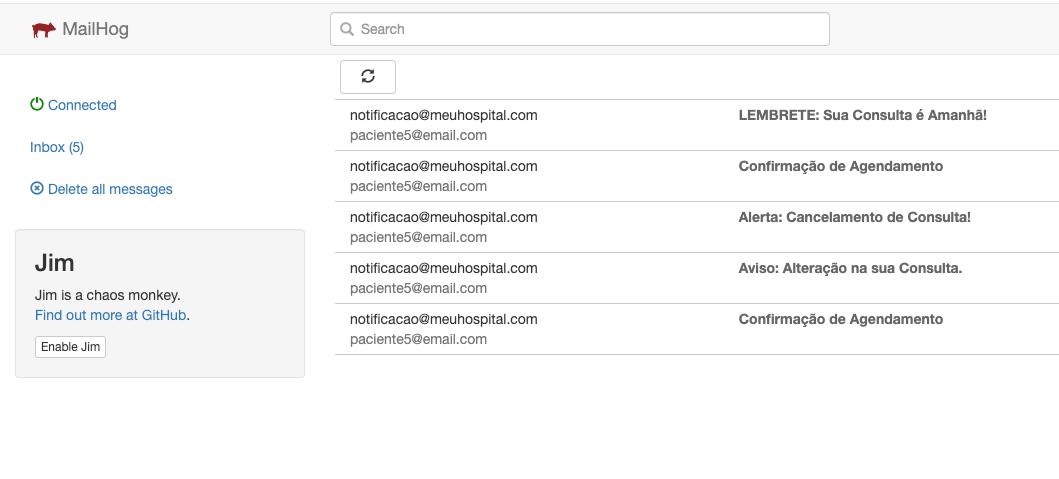 MailHog
Search
Connected
Inbox (5)
Delete all messages
Jim
Jim is a chaos monkey.
Find out more at GitHub.
Enable Jim
notificacao@meuhospital.com LEMBRETE: Sua Consulta é Amanhã!
paciente5@email.com
notificacao@meuhospital.com Confirmação de Agendamento
paciente5@email.com
notificacao@meuhospital.com Alerta: Cancelamento de Consulta!
paciente5@email.com
notificacao@meuhospital.com Aviso: Alteração na sua Consulta.
paciente5@email.com
notificacao@meuhospital.com Confirmação de Agendamento
paciente5@email.com